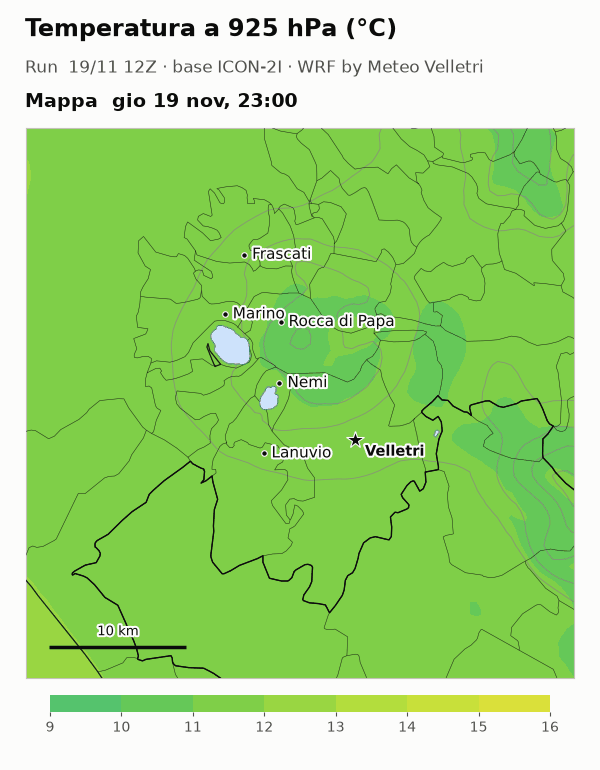 Temperatura a 925 hPa (°C)
Run  19/11 12Z · base ICON-2I · WRF by Meteo Velletri
Mappa  gio 19 nov, 23:00
Frascati
Marino
Rocca di Papa
Nemi
Velletri
Lanuvio
10 km
9 10 11 12 13 14 15 16